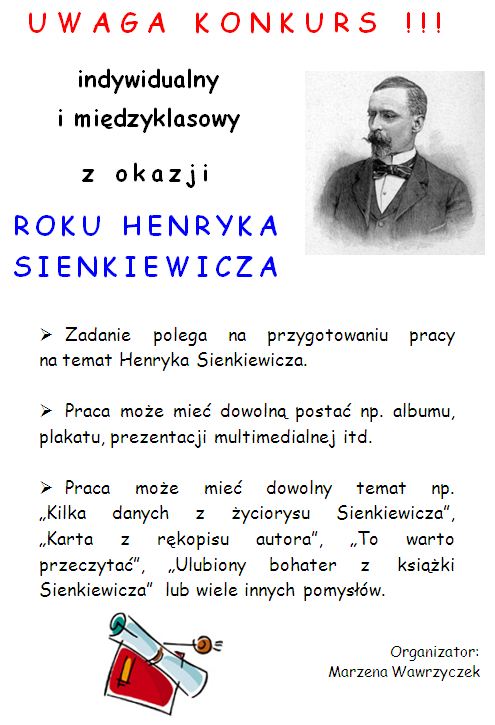 UWAGA KONKURS !!!
indywidualny
i międzyklasowy
z okazji
ROKU HENRYKA
SIENKIEWICZA
➢ Zadanie polega na przygotowaniu pracy
na temat Henryka Sienkiewicza.
➢ Praca może mieć dowolną postać np. albumu,
plakatu, prezentacji multimedialnej itd.
➢ Praca może mieć dowolny temat np.
„Kilka danych z życiorysu Sienkiewicza”,
„Karta z rękopisu autora”, „To warto
przeczytać”, „Ulubiony bohater z książki
Sienkiewicza” lub wiele innych pomysłów.
Organizator:
Marzena Wawrzyczek